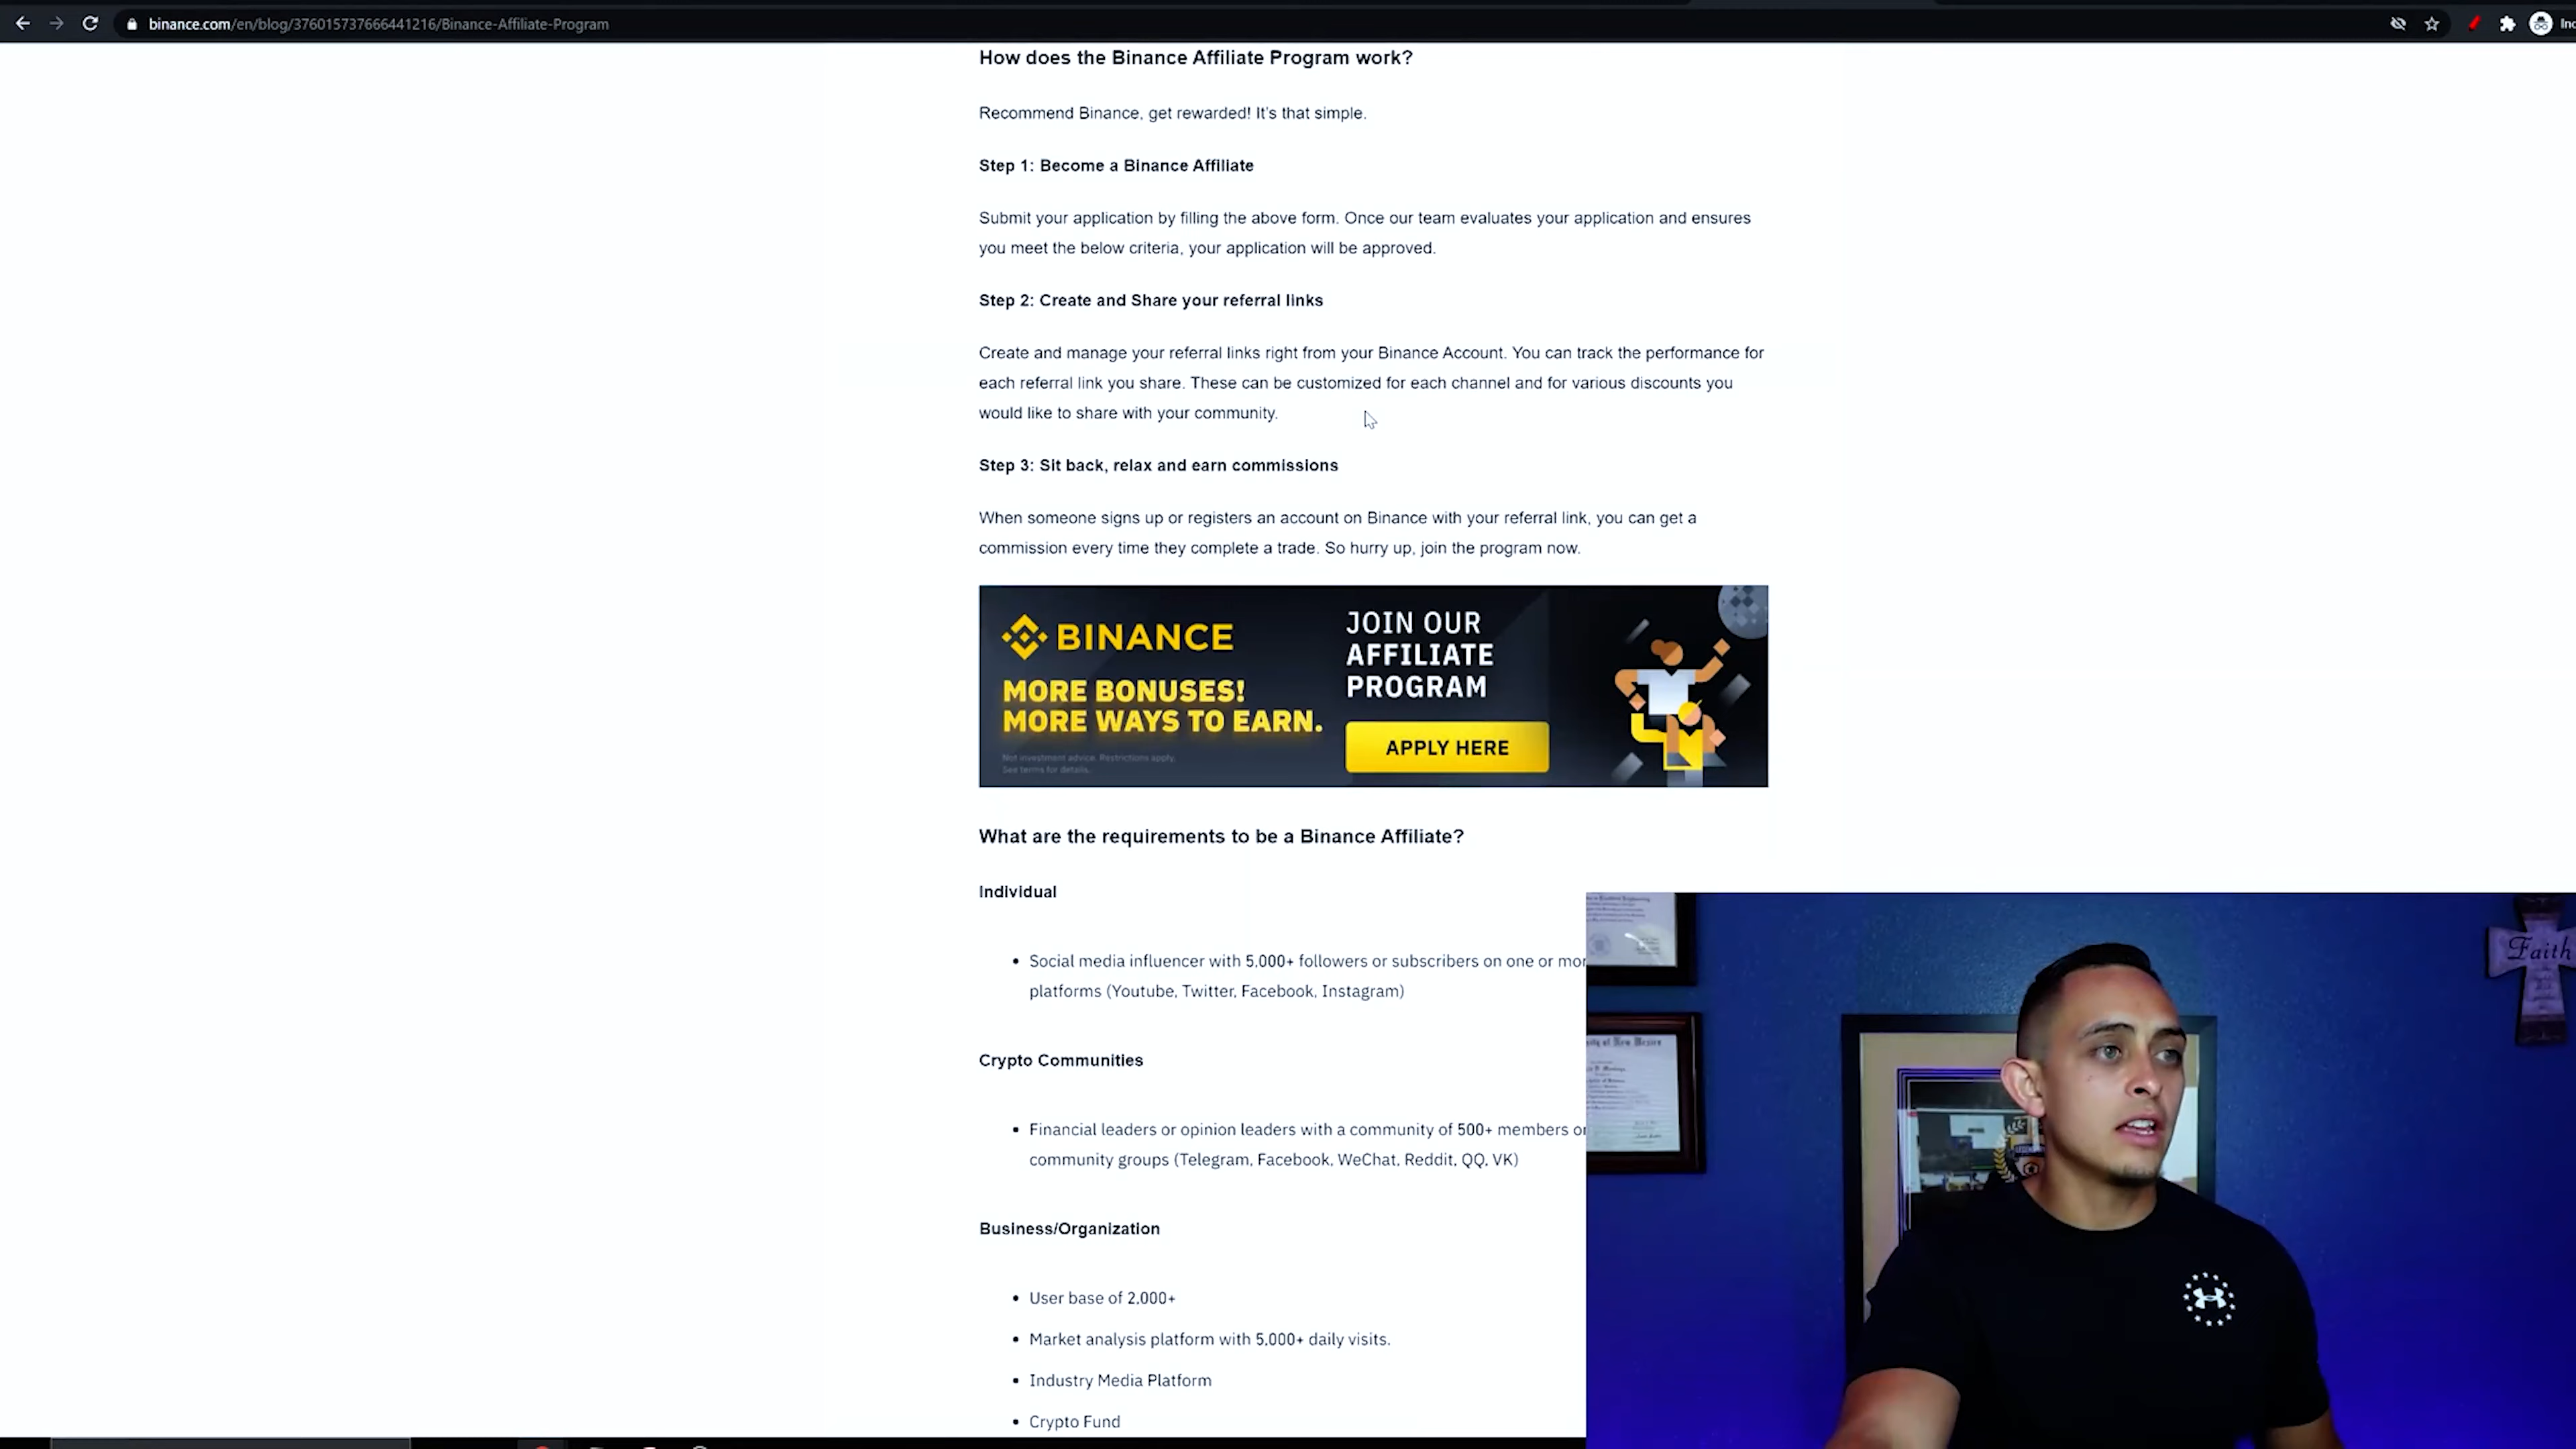 binance.com/en/blog/376015737666441216/Binance-Affiliate-Program
How does the Binance Affiliate Program work?
Recommend Binance, get rewarded! It's that simple.
Step 1: Become a Binance Affiliate
Submit your application by filling the above form. Once our team evaluates your application and ensures
you meet the below criteria, your application will be approved.
Step 2: Create and Share your referral links
Create and manage your referral links right from your Binance Account. You can track the performance for
each referral link you share. These can be customized for each channel and for various discounts you
would like to share with your community.
Step 3: Sit back, relax and earn commissions
When someone signs up or registers an account on Binance with your referral link, you can get a
commission every time they complete a trade. So hurry up, join the program now.
BINANCE
MORE BONUSES!
MORE WAYS TO EARN.
Not investment advice. Restrictions apply.
See terms for details.
JOIN OUR
AFFILIATE
PROGRAM
APPLY HERE
What are the requirements to be a Binance Affiliate?
Individual
• Social media influencer with 5,000+ followers or subscribers on one or mor
platforms (Youtube, Twitter, Facebook, Instagram)
Crypto Communities
• Financial leaders or opinion leaders with a community of 500+ members or
community groups (Telegram, Facebook, WeChat, Reddit, QQ, VK)
Business/Organization
• User base of 2,000+
• Market analysis platform with 5,000+ daily visits.
• Industry Media Platform
• Crypto Fund
Faith